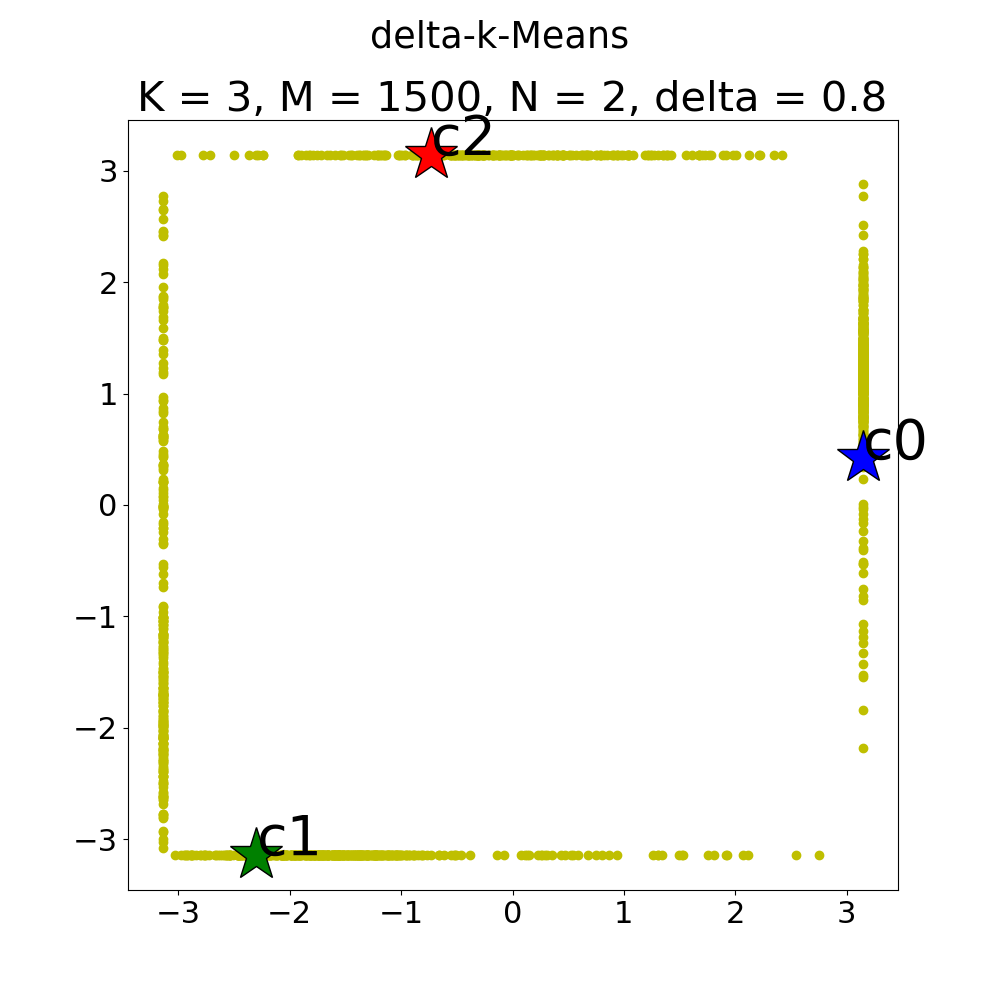 delta-k-Means
K = 3, M = 1500, N = 2, delta = 0.8
c2
3
2
1
c0
0
−1
−2
c1
−3
−3 −2 −1 0 1 2 3